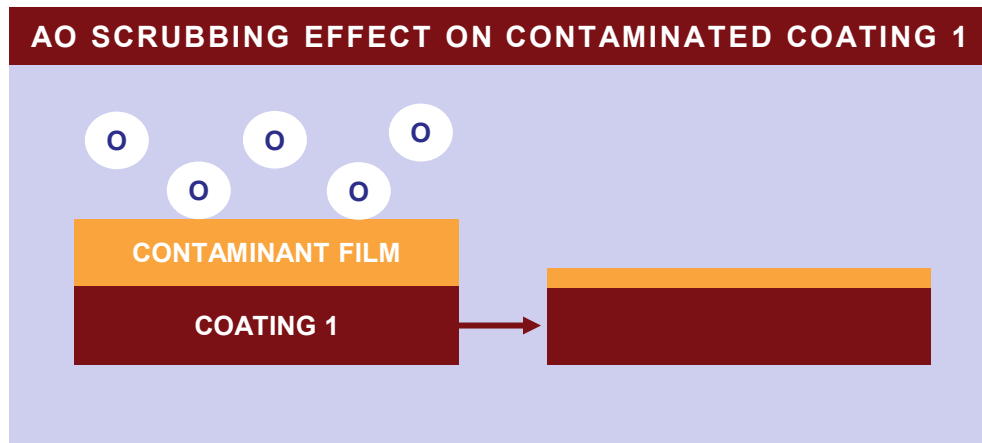 AO SCRUBBING EFFECT ON CONTAMINATED COATING 1
O O O
O O
CONTAMINANT FILM
COATING 1